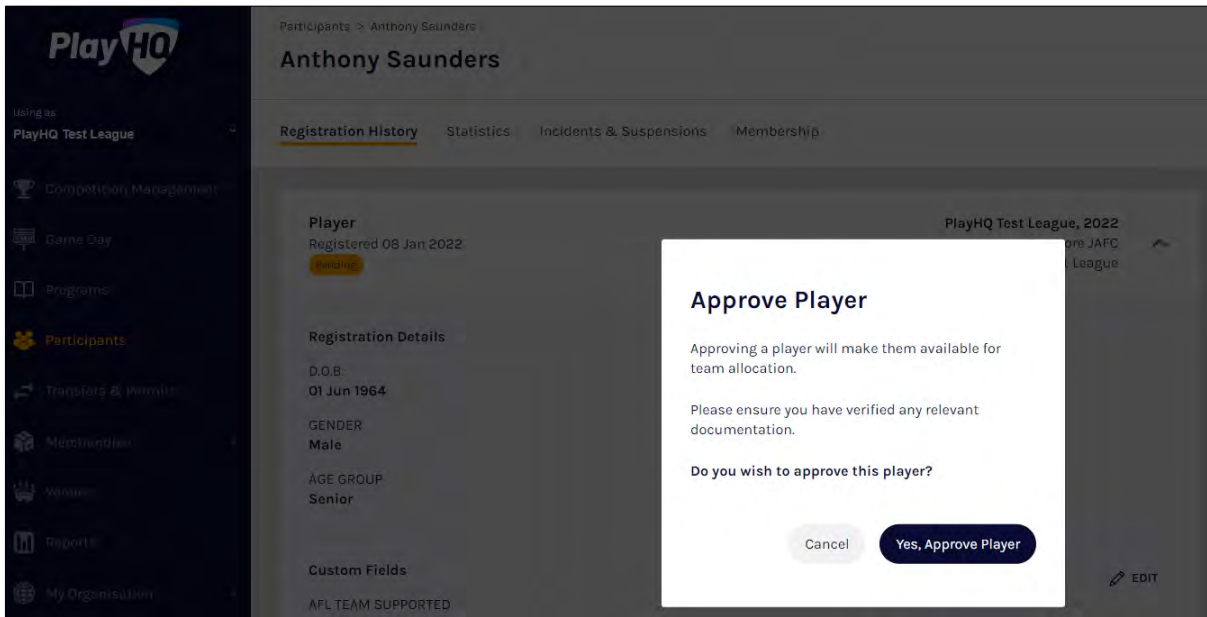 PlayHQ
Using as
PlayHQ Test League
Competition Management
Game Day
Programs
Participants
Transfers & Permits
Merchandise
Venues
Reports
My Organisation
Participants > Anthony Saunders
Anthony Saunders
Registration History Statistics Incidents & Suspensions Membership
Player
Registered 08 Jan 2022
Pending
PlayHQ Test League, 2022
ore JAFC
League
Registration Details
D.O.B
01 Jun 1964
GENDER
Male
AGE GROUP
Senior
Custom Fields
AFL TEAM SUPPORTED
EDIT
Approve Player
Approving a player will make them available for
team allocation.
Please ensure you have verified any relevant
documentation.
Do you wish to approve this player?
Cancel
Yes, Approve Player